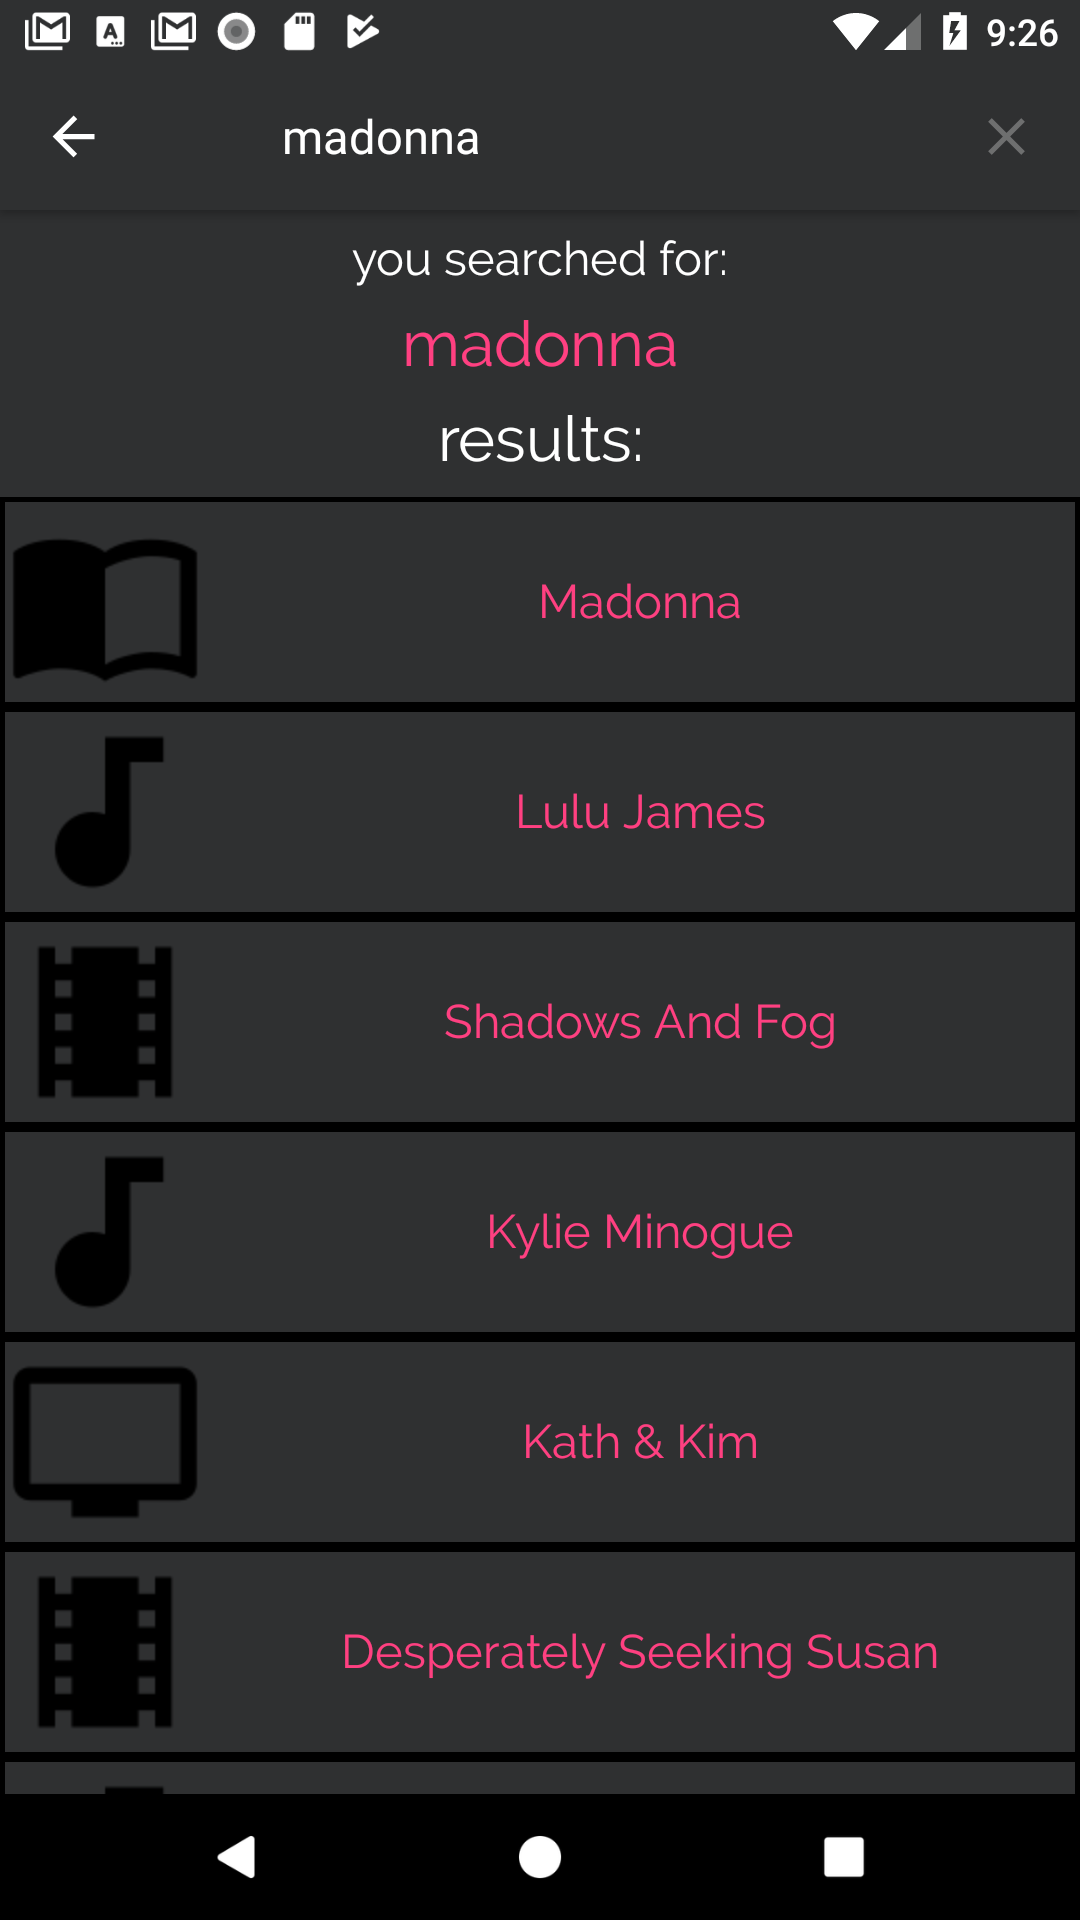 9:26
madonna
you searched for:
madonna
results:
Madonna
Lulu James
Shadows And Fog
Kylie Minogue
Kath & Kim
Desperately Seeking Susan